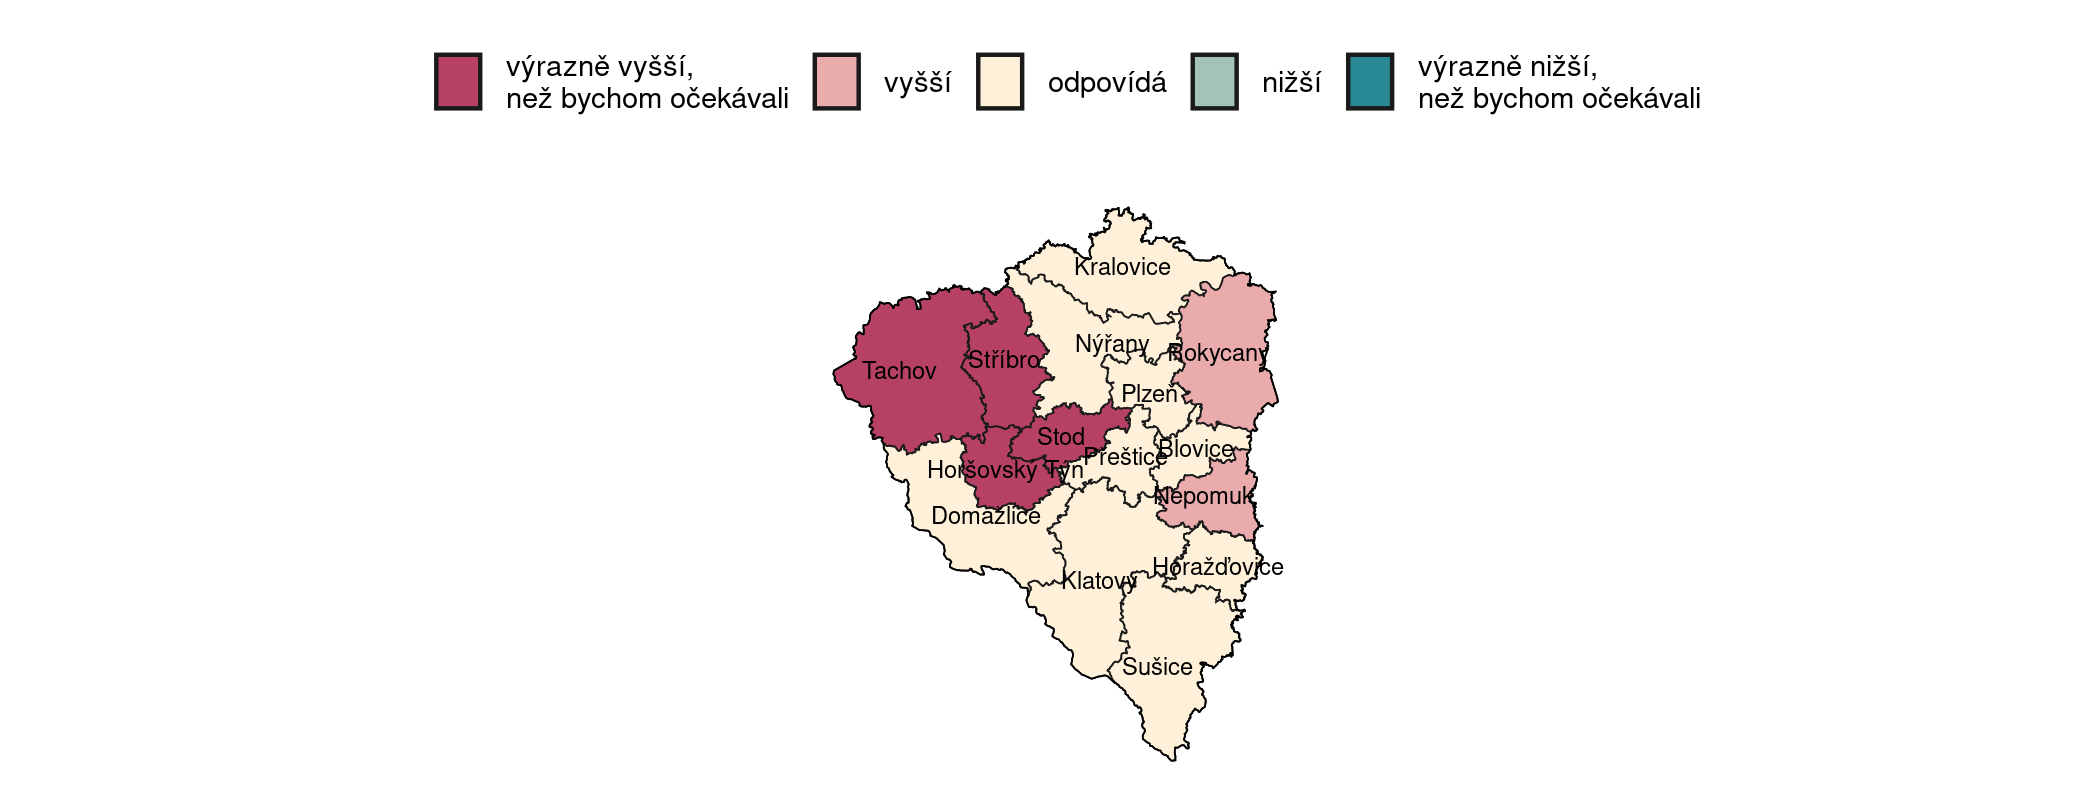 výrazně vyšší,
než bychom očekávali
vyšší
odpovídá
nižší
výrazně nižší,
než bychom očekávali
Kralovice
Nýřany
Rokycany
Stříbro
Tachov
Plzeň
Stod
Blovice
Přeštice
Horšovský Týn
Nepomuk
Domažlice
Horažďovice
Klatovy
Sušice